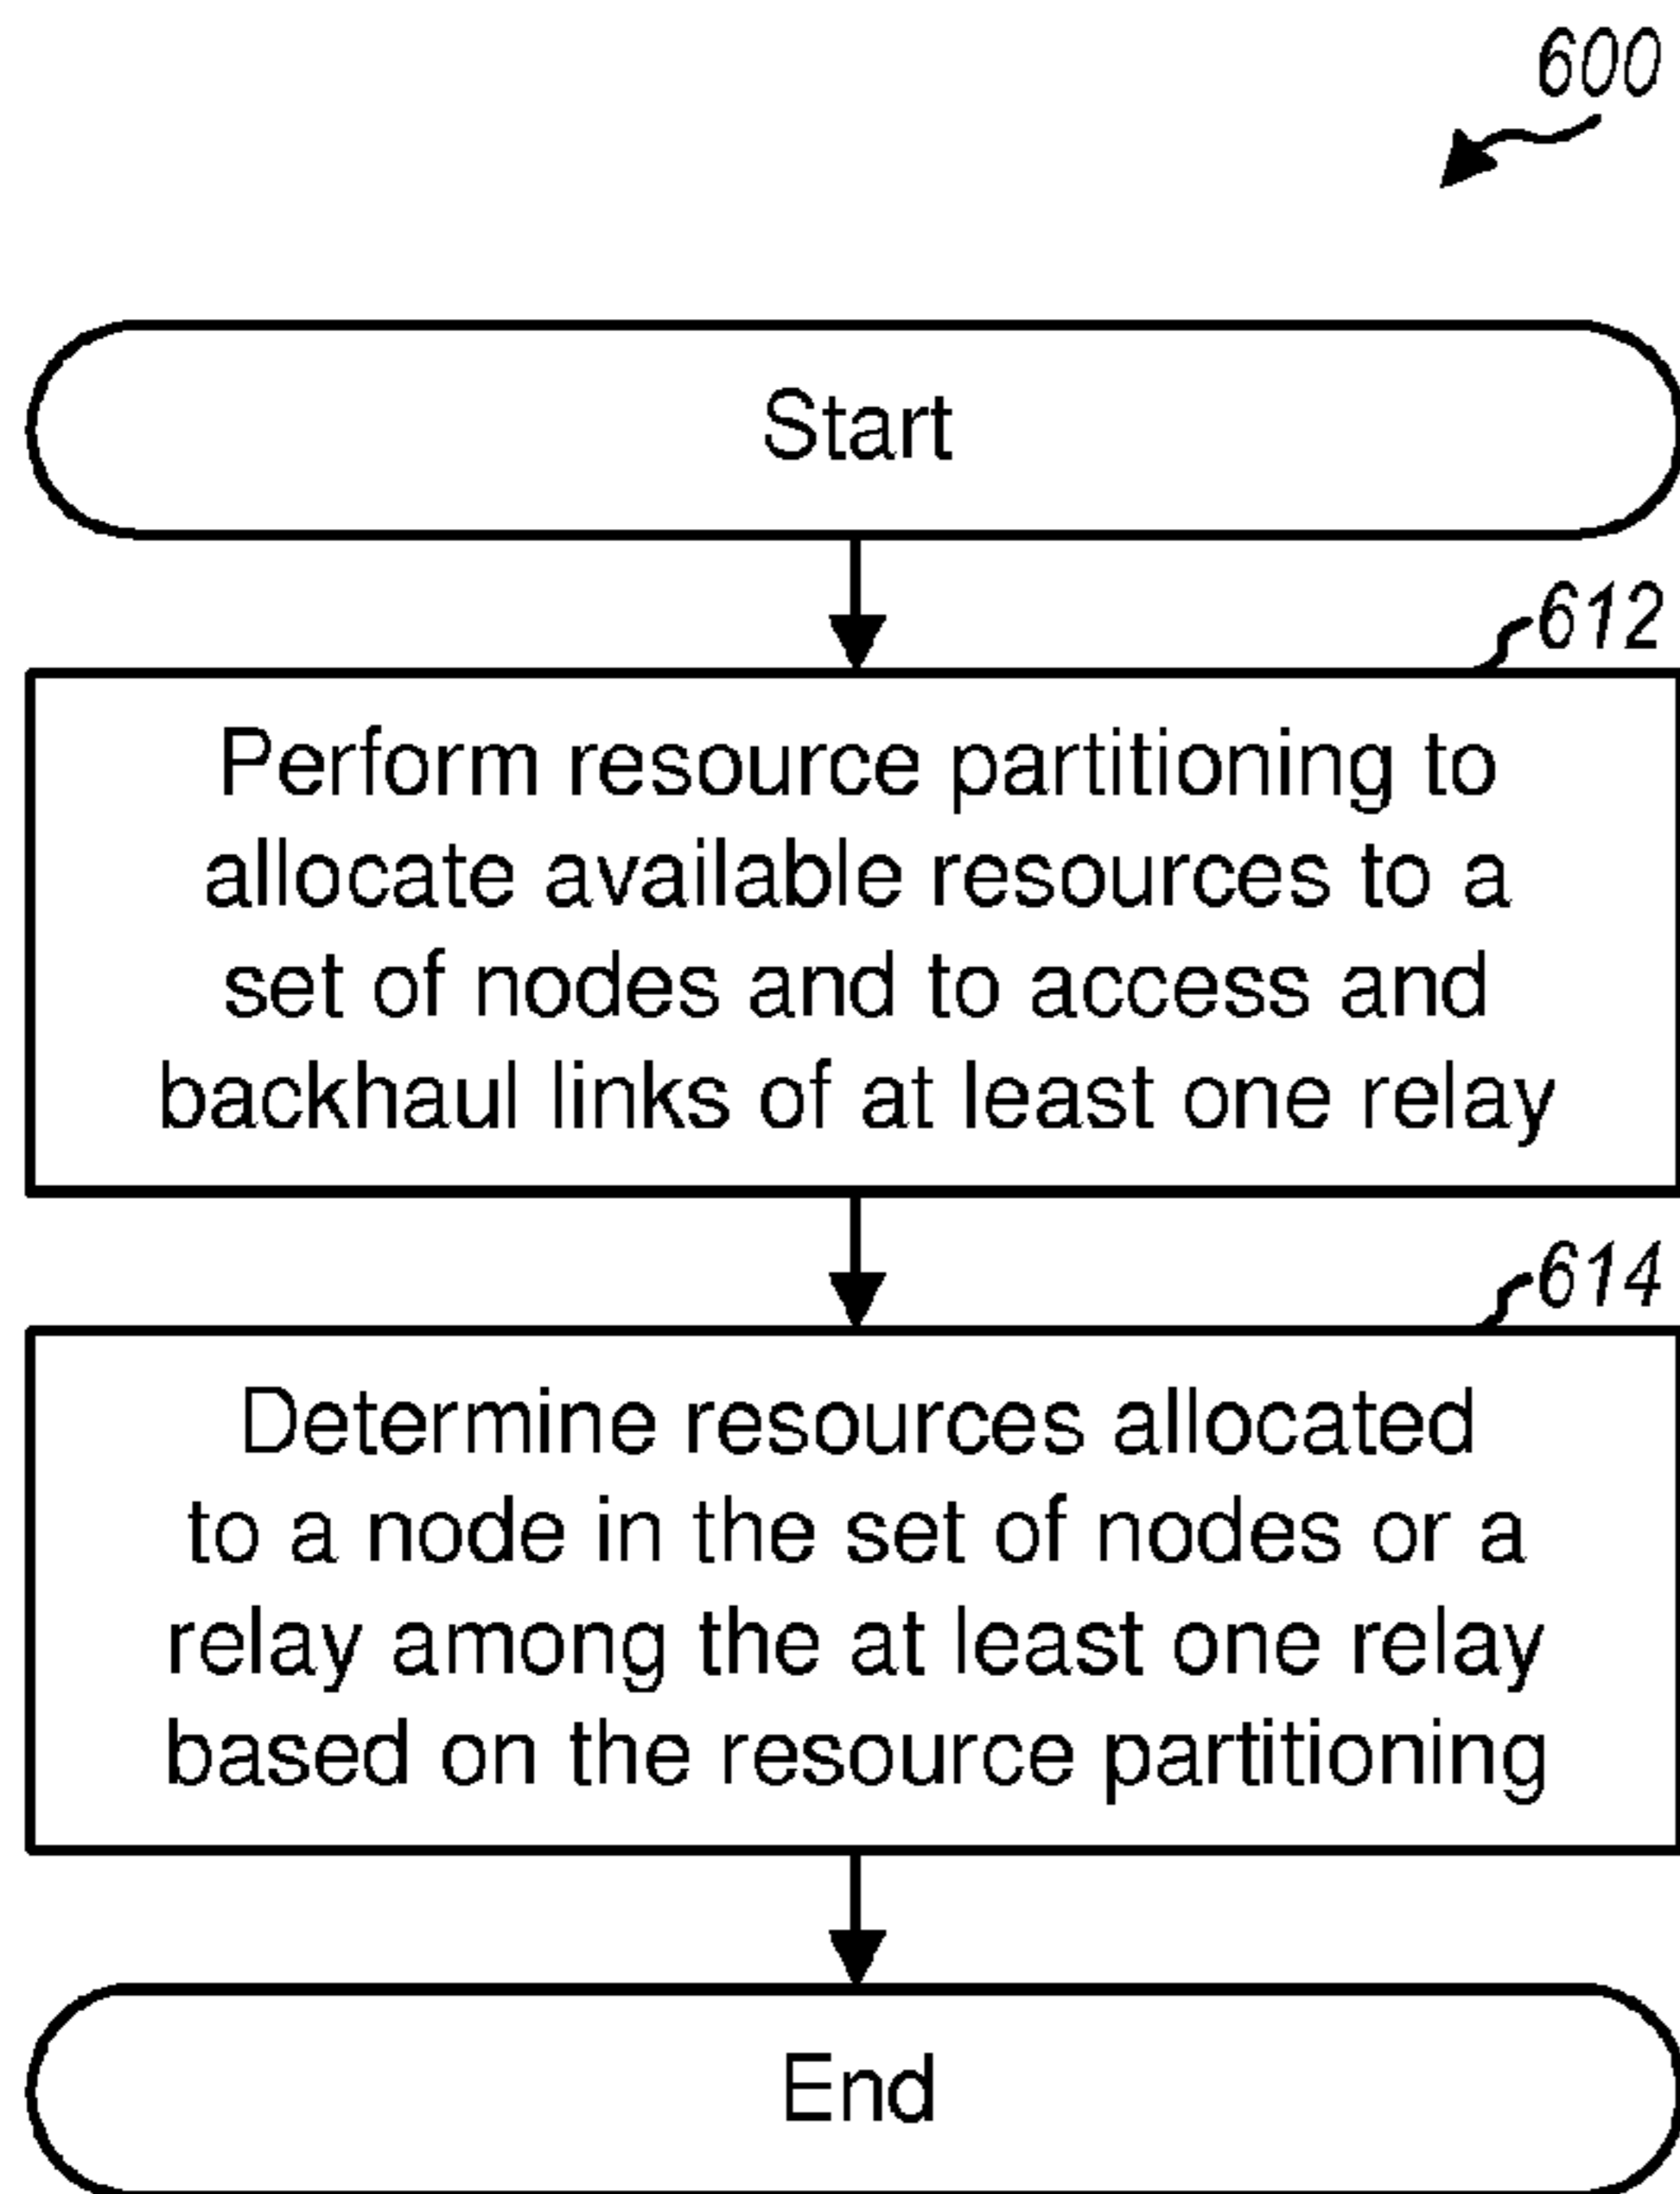 600
Start
612
Perform resource partitioning to
allocate available resources to a
set of nodes and to access and
backhaul links of at least one relay
614
Determine resources allocated
to a node in the set of nodes or a
relay among the at least one relay
based on the resource partitioning
End